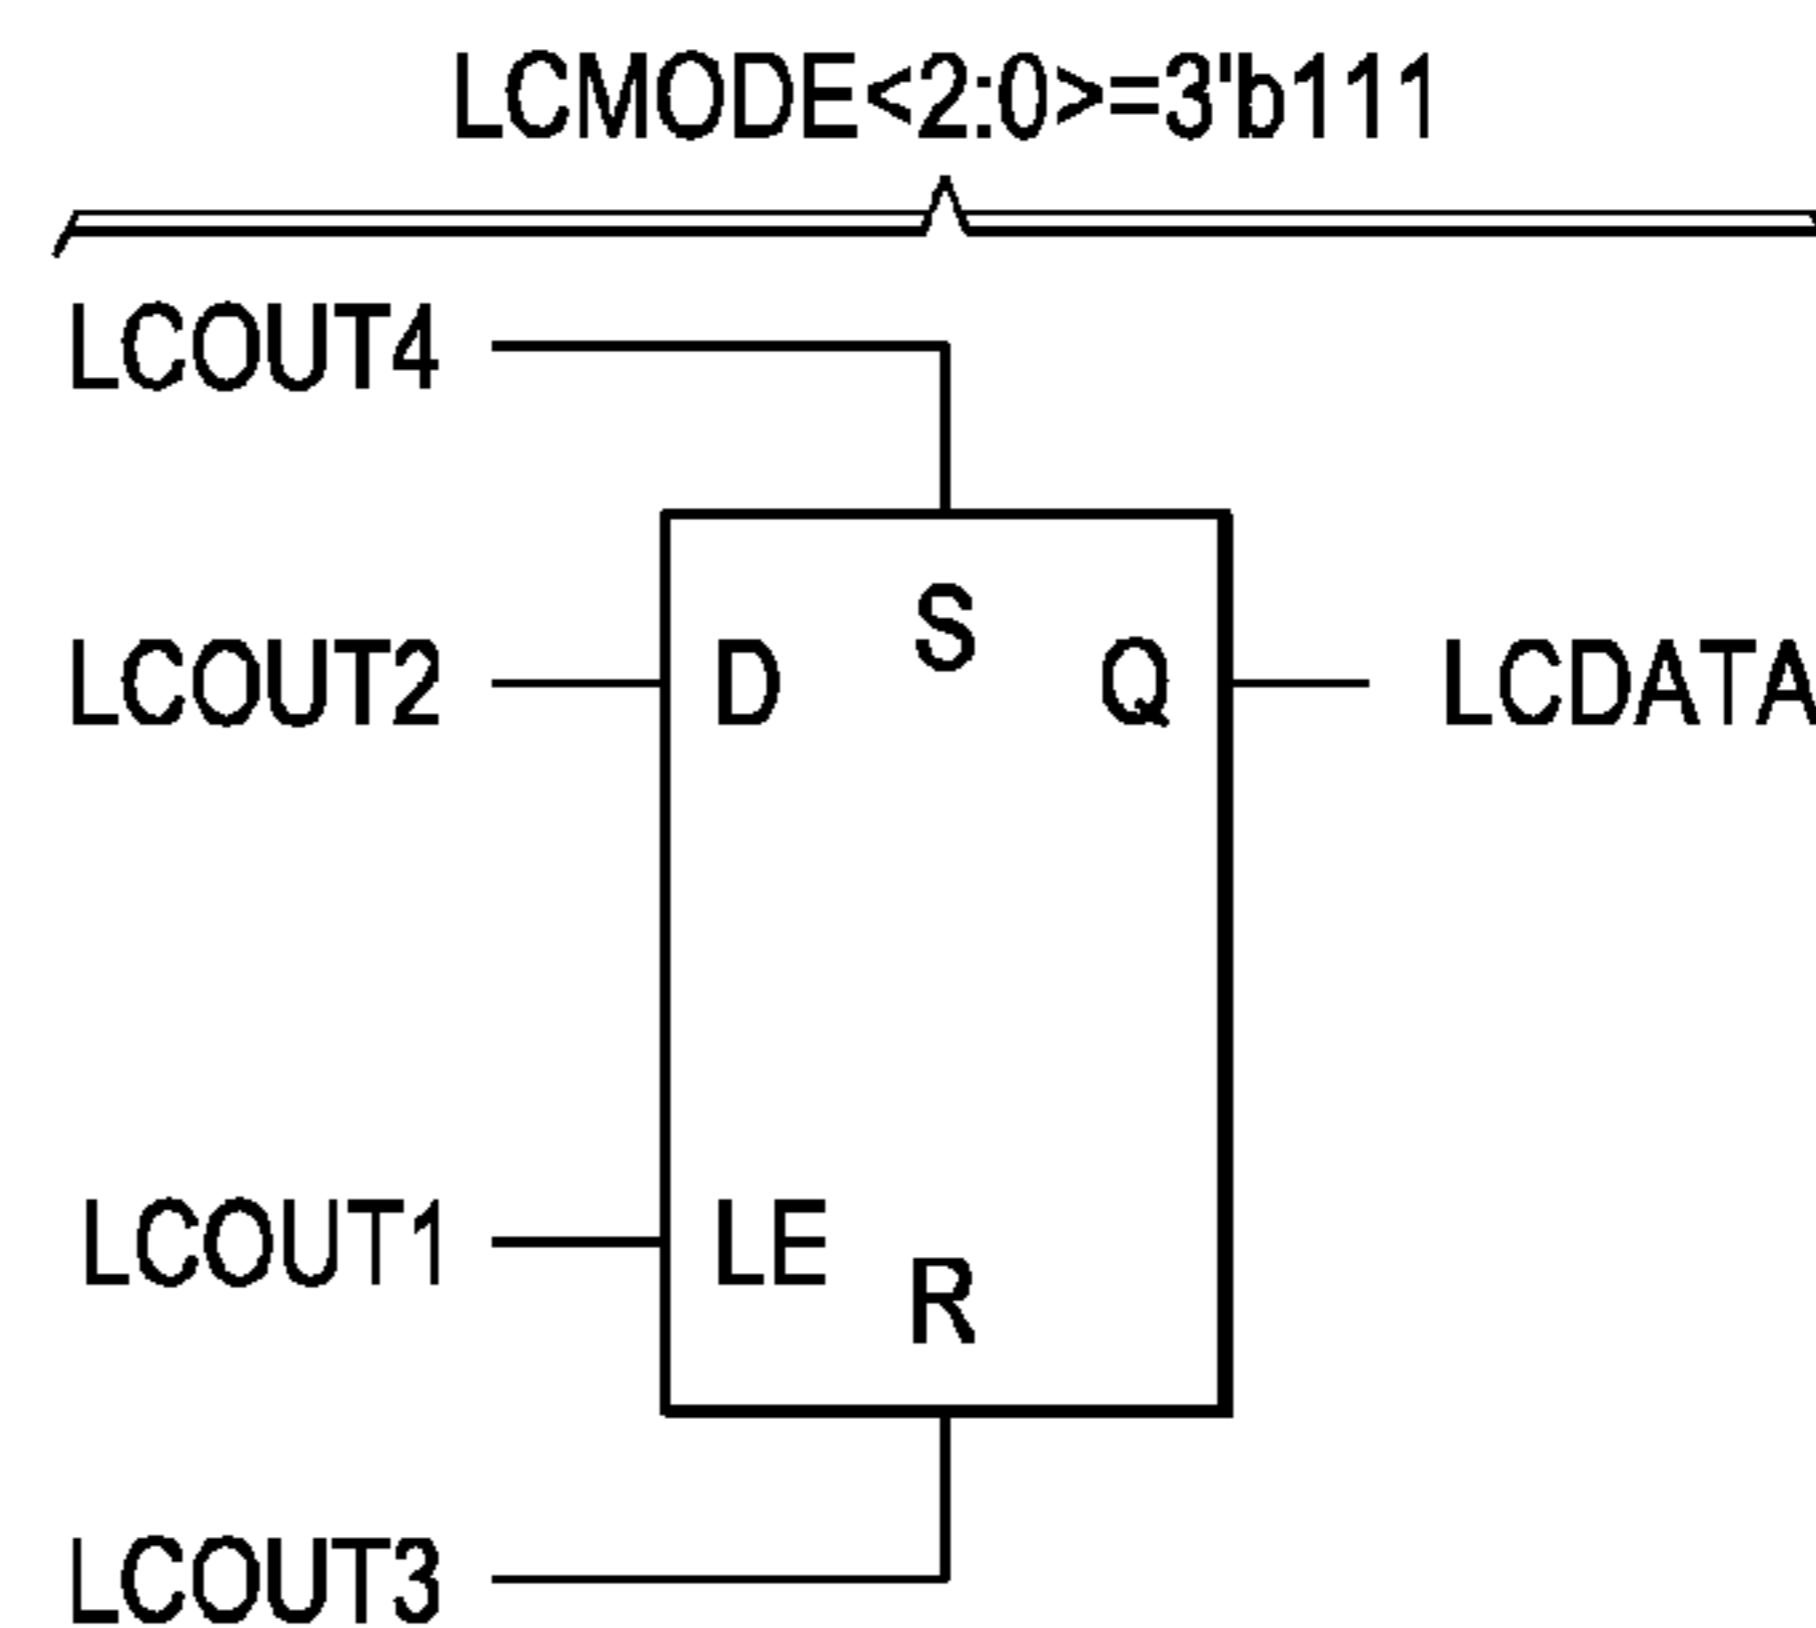 LCMODE<2:0>=3'b111
LCOUT4
S
LCOUT2 D Q LCDATA
LCOUT1 LE
R
LCOUT3